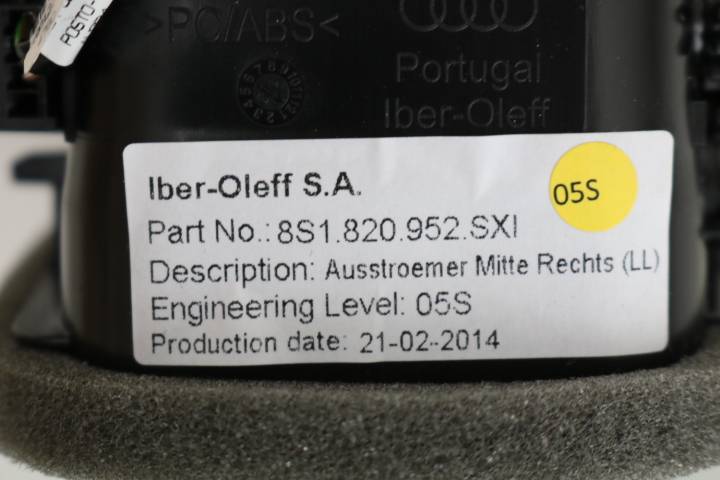 POSTO-
>PC/ABS<
Portugal
Iber-Oleff
Iber-Oleff S.A.
05S
Part No.: 8S1.820.952.SXI
Description: Ausstroemer Mitte Rechts (LL)
Engineering Level: 05S
Production date: 21-02-2014